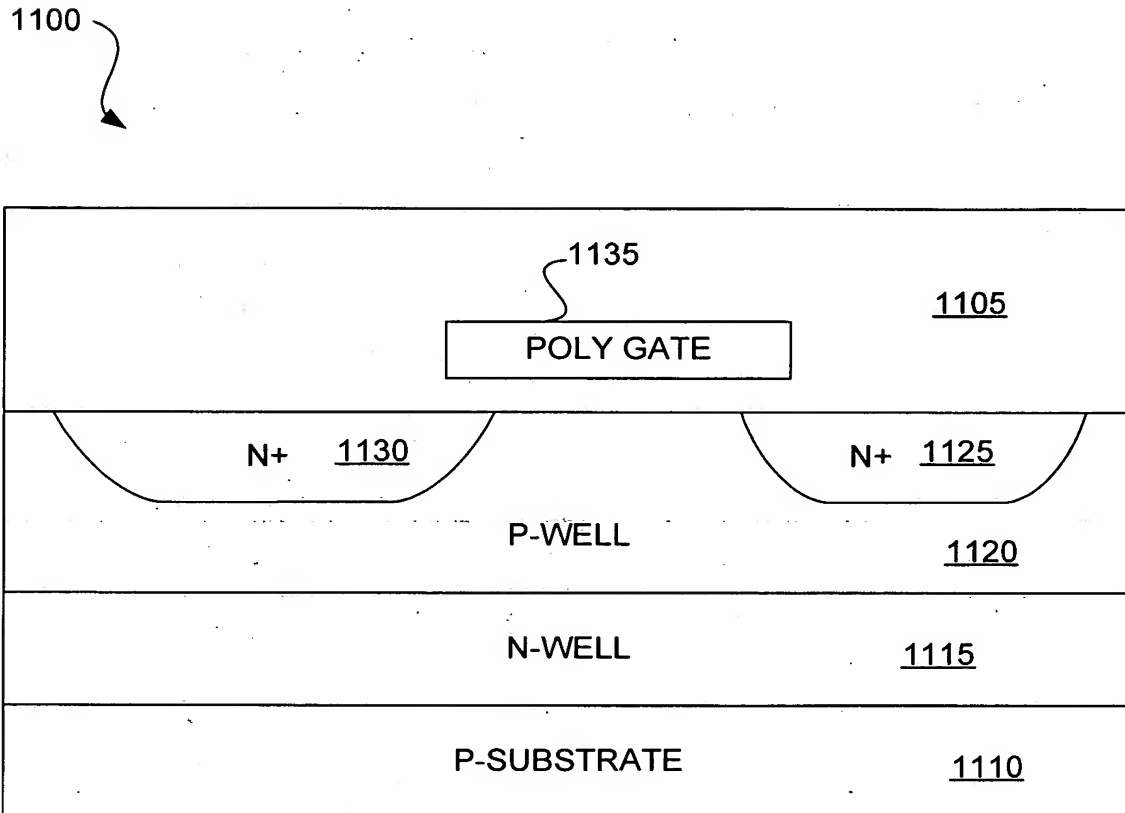 1100
1135
1105
POLY GATE
N+ 1130
N+ 1125
P-WELL
1120
N-WELL
1115
P-SUBSTRATE
1110